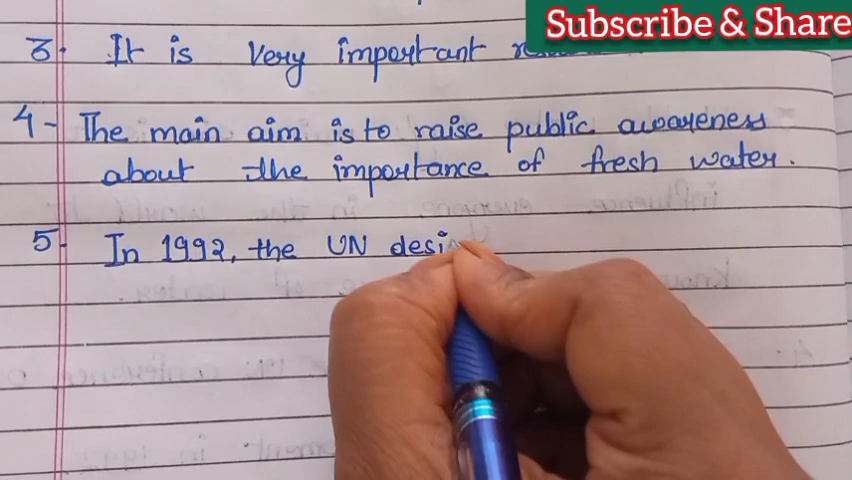 Subscribe & Share
3. It is very important
4- The main aim is to raise public awareness
about the importance of fresh water.
5. In 1992, the UN desi